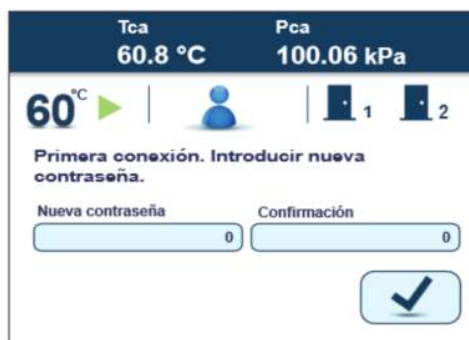 Tca Pca
60.8 °C 100.06 kPa
60°C 1 2
Primera conexión. Introducir nueva
contraseña.
Nueva contraseña Confirmación
0 0